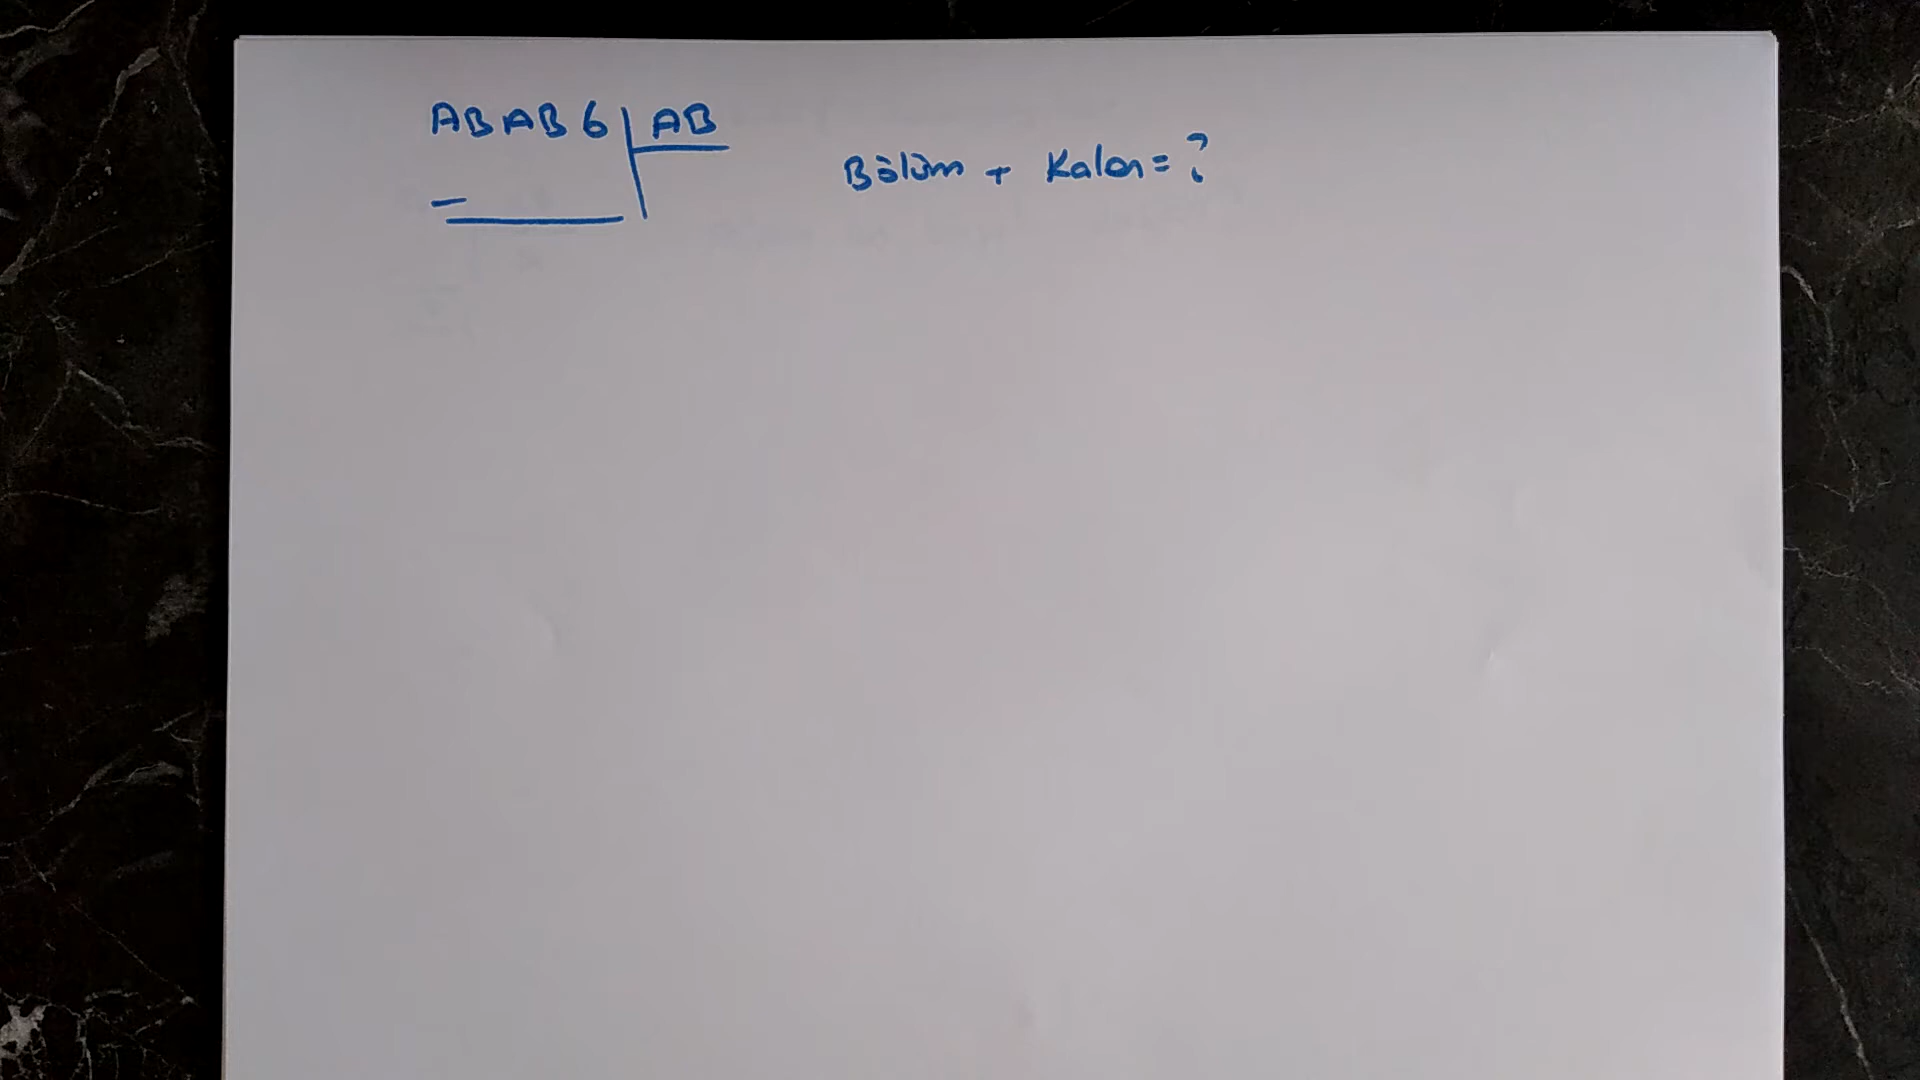 ABAB6 | AB
Bölüm + Kalan = ?